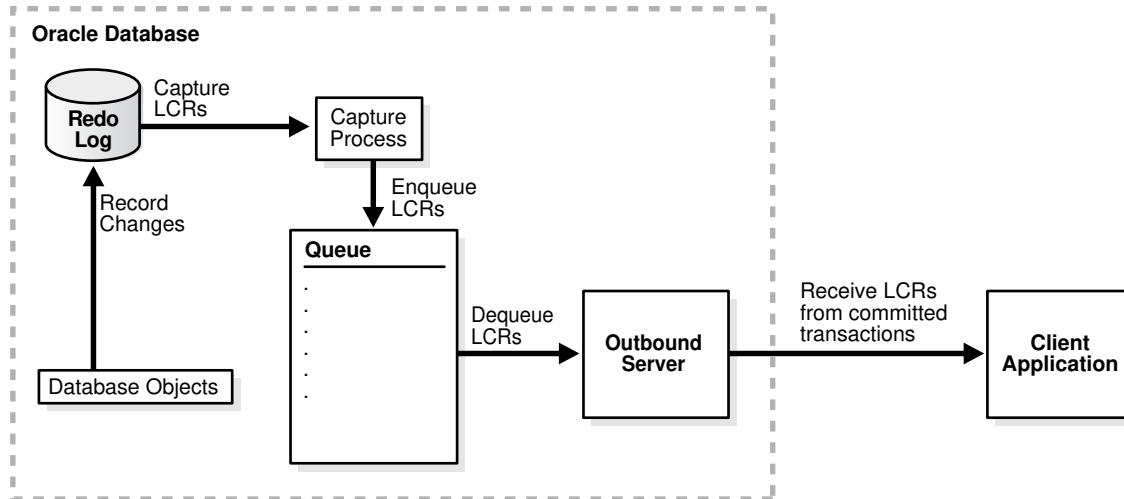 Oracle Database
Capture
LCRs
Redo
Log
Capture
Process
Record
Changes
Enqueue
LCRs
Queue
.
.
.
.
.
.
Dequeue
LCRs
Outbound
Server
Receive LCRs
from committed
transactions
Client
Application
Database Objects